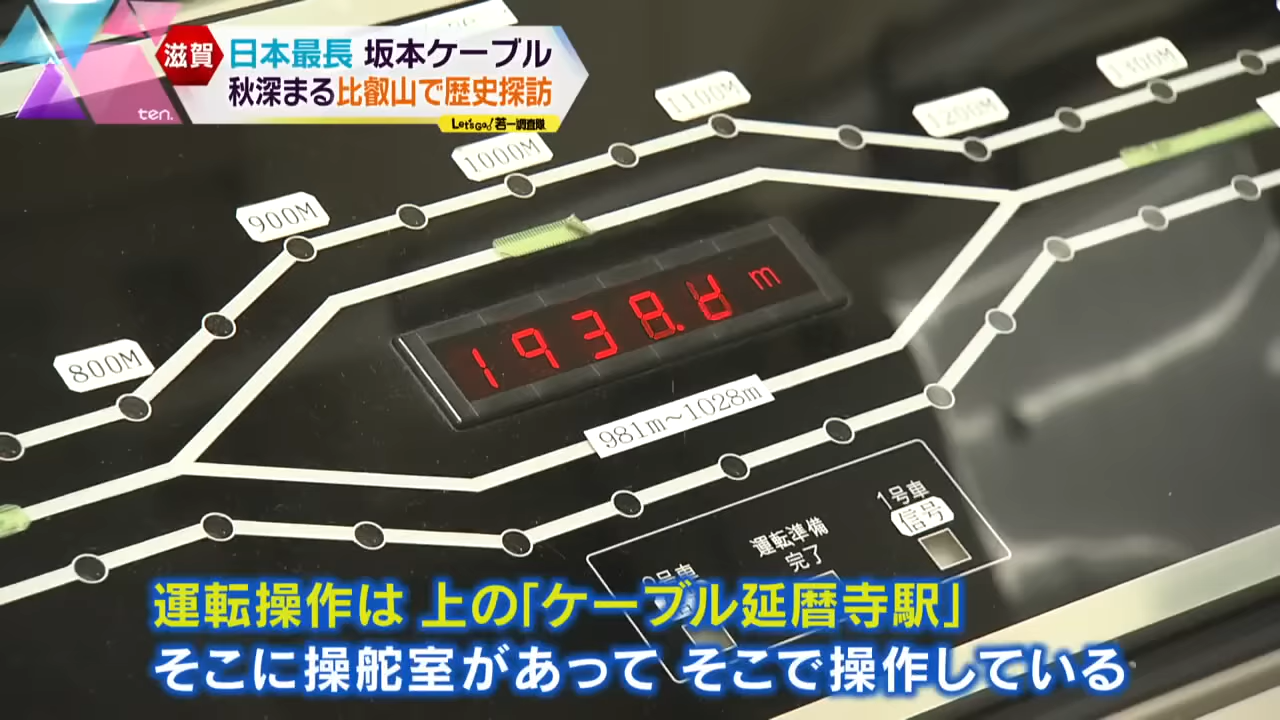 滋賀
日本最長 坂本ケーブル
秋深まる比叡山で歴史探訪
ten.
Let'sGo!若一調査隊
1300M
1200M
1100M
1000M
900M
800M
m
981m~1028m
1号車
信号
運転準備
完了
号車
運転操作は 上の「ケーブル延暦寺駅」
そこに操舵室があって そこで操作している